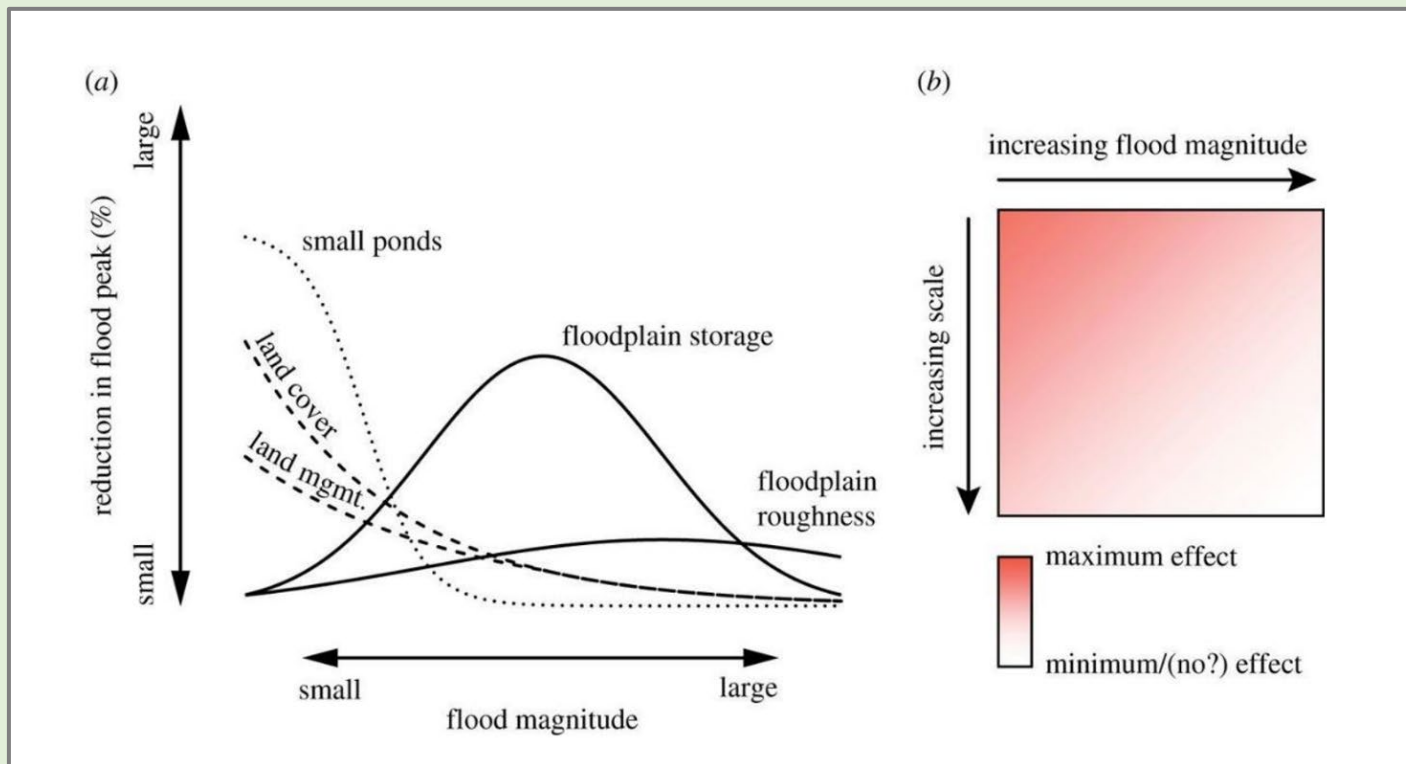 (a)
large
reduction in flood peak (%)
small
small ponds
land cover
land mgmt.
floodplain storage
floodplain
roughness
small
large
flood magnitude
(b)
increasing flood magnitude
increasing scale
maximum effect
minimum/(no?) effect